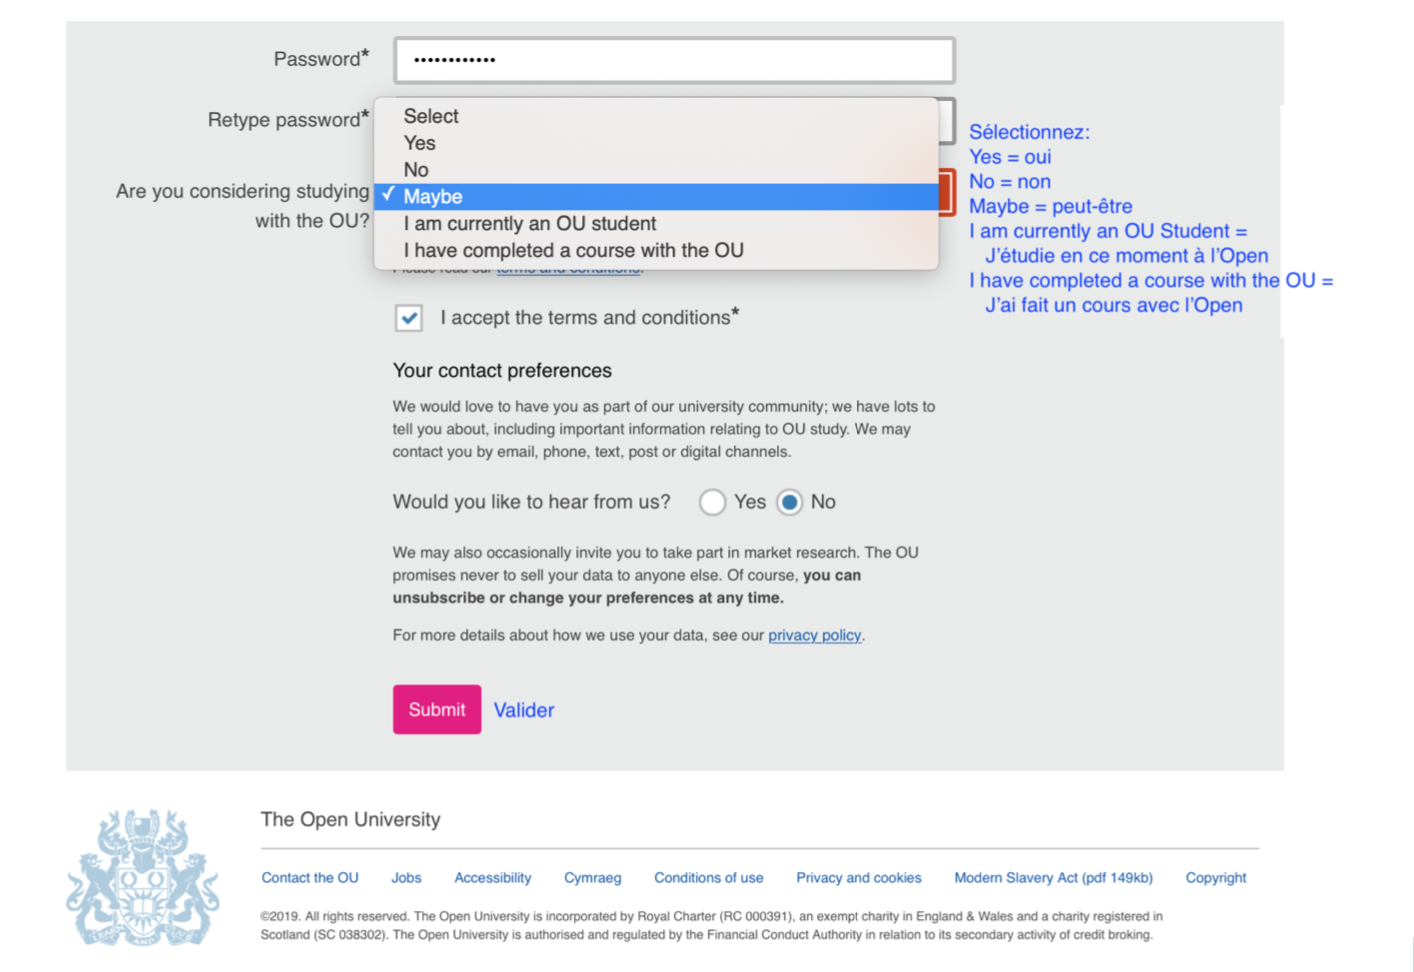 Password*
Retype password*
Select
Yes
No
Are you considering studying
with the OU?
✓ Maybe
I am currently an OU student
I have completed a course with the OU
Sélectionnez:
Yes = oui
No = non
Maybe = peut-être
I am currently an OU Student =
J'étudie en ce moment à l'Open
I have completed a course with the OU =
J'ai fait un cours avec l'Open
Please read our terms and conditions.
I accept the terms and conditions*
Your contact preferences
We would love to have you as part of our university community; we have lots to
tell you about, including important information relating to OU study. We may
contact you by email, phone, text, post or digital channels.
Would you like to hear from us? Yes No
We may also occasionally invite you to take part in market research. The OU
promises never to sell your data to anyone else. Of course, you can
unsubscribe or change your preferences at any time.
For more details about how we use your data, see our privacy policy.
Submit Valider
The Open University
Contact the OU Jobs Accessibility Cymraeg Conditions of use Privacy and cookies Modern Slavery Act (pdf 149kb) Copyright
©2019. All rights reserved. The Open University is incorporated by Royal Charter (RC 000391), an exempt charity in England & Wales and a charity registered in
Scotland (SC 038302). The Open University is authorised and regulated by the Financial Conduct Authority in relation to its secondary activity of credit broking.